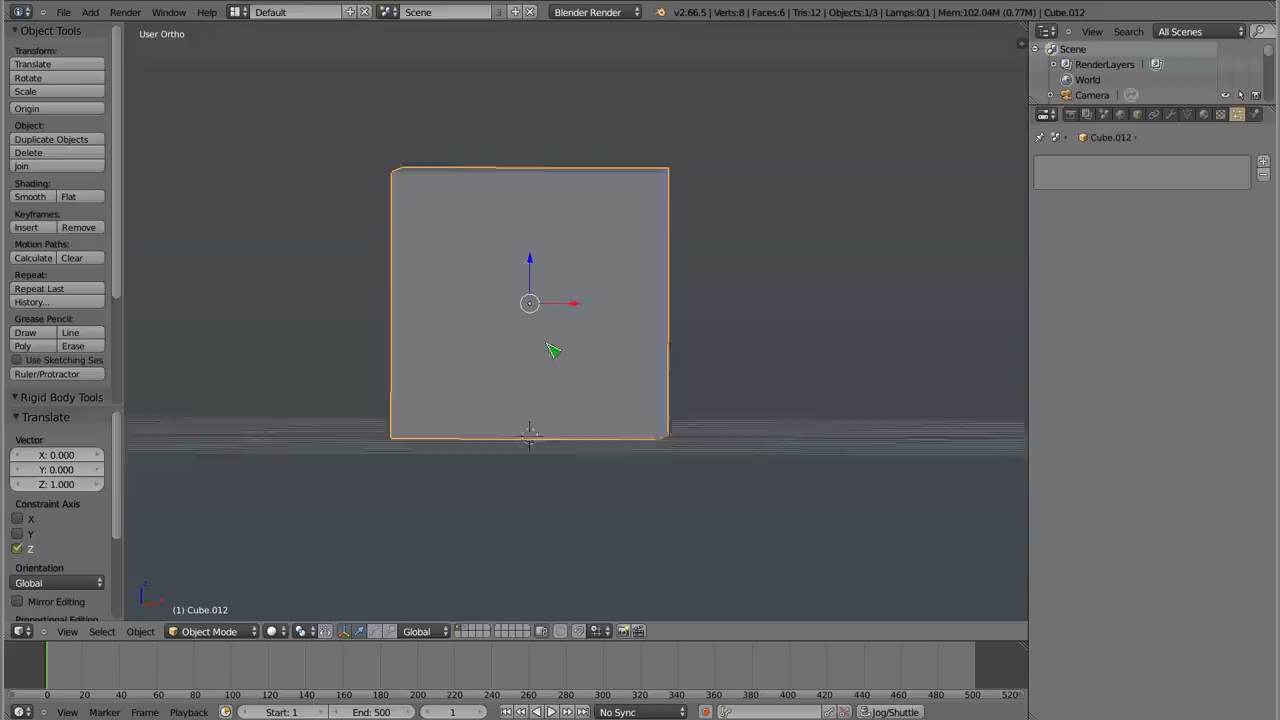 File Add Render Window Help Default Scene 3 Blender Render v2.66.5 | Verts:8 | Faces:6 | Tris:12 | Objects:1/3 | Lamps:0/1 | Mem:102.04M (0.77M) | Cube.012
Object Tools
Transform:
Translate
Rotate
Scale
Origin
Object:
Duplicate Objects
Delete
Join
Shading:
Smooth Flat
Keyframes:
Insert Remove
Motion Paths:
Calculate Clear
Repeat:
Repeat Last
History...
Grease Pencil:
Draw Line
Poly Erase
Use Sketching Ses
Ruler/Protractor
Rigid Body Tools
Translate
Vector
X: 0.000
Y: 0.000
Z: 1.000
Constraint Axis
X
Y
Z
Orientation
Global
Mirror Editing
Proportional Editing
User Ortho
z
x
(1) Cube.012
View Select Object Object Mode Global
View Search All Scenes
Scene
RenderLayers
World
Camera
Cube.012
0 20 40 60 80 100 120 140 160 180 200 220 240 260 280 300 320 340 360 380 400 420 440 460 480 500 520
View Marker Frame Playback Start: 1 End: 500 1 No Sync Jog/Shuttle